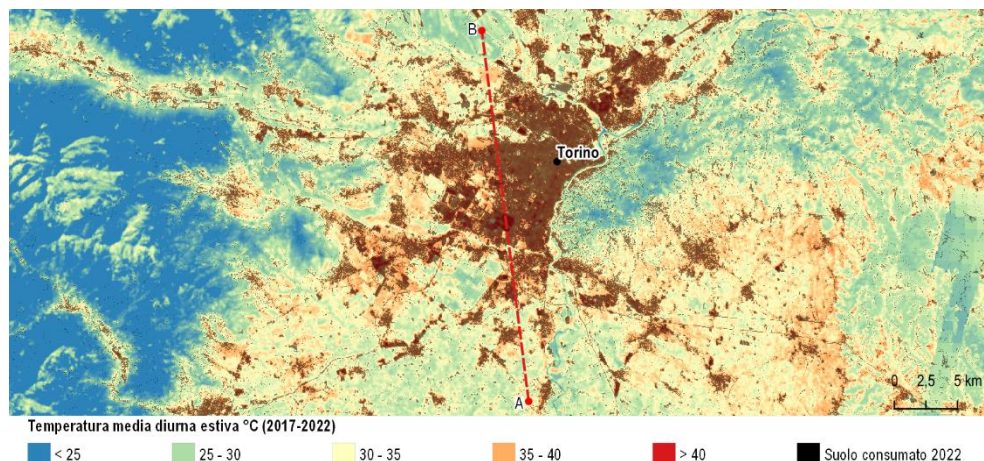 B
Torino
A
0 2,5 5 km
Temperatura media diurna estiva °C (2017-2022)
< 25 25 - 30 30 - 35 35 - 40 > 40 Suolo consumato 2022